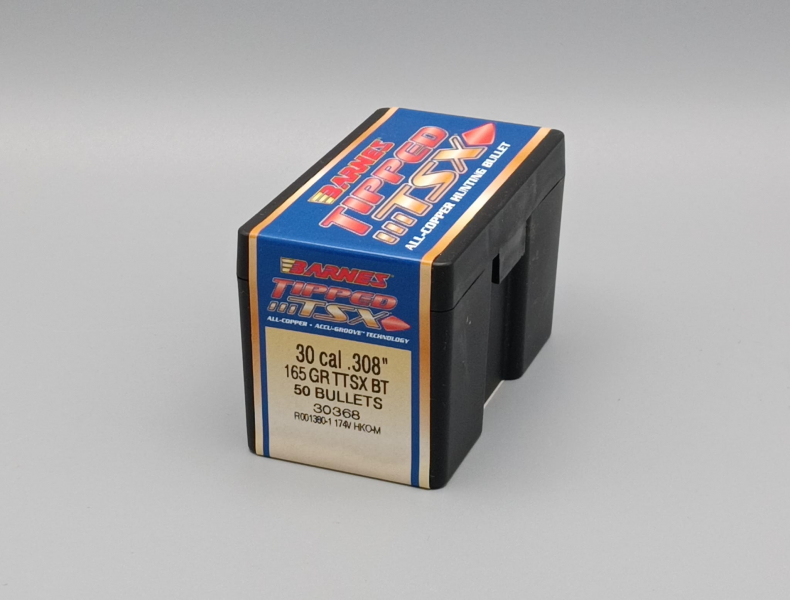 BARNES
TIPPED
TSX
ALL-COPPER HUNTING BULLET
BARNES
TIPPED
TSX
ALL-COPPER • ACCU-GROOVE™ TECHNOLOGY
30 cal .308"
165 GR TTSX BT
50 BULLETS
30368
R001380-1 174V HKO-M